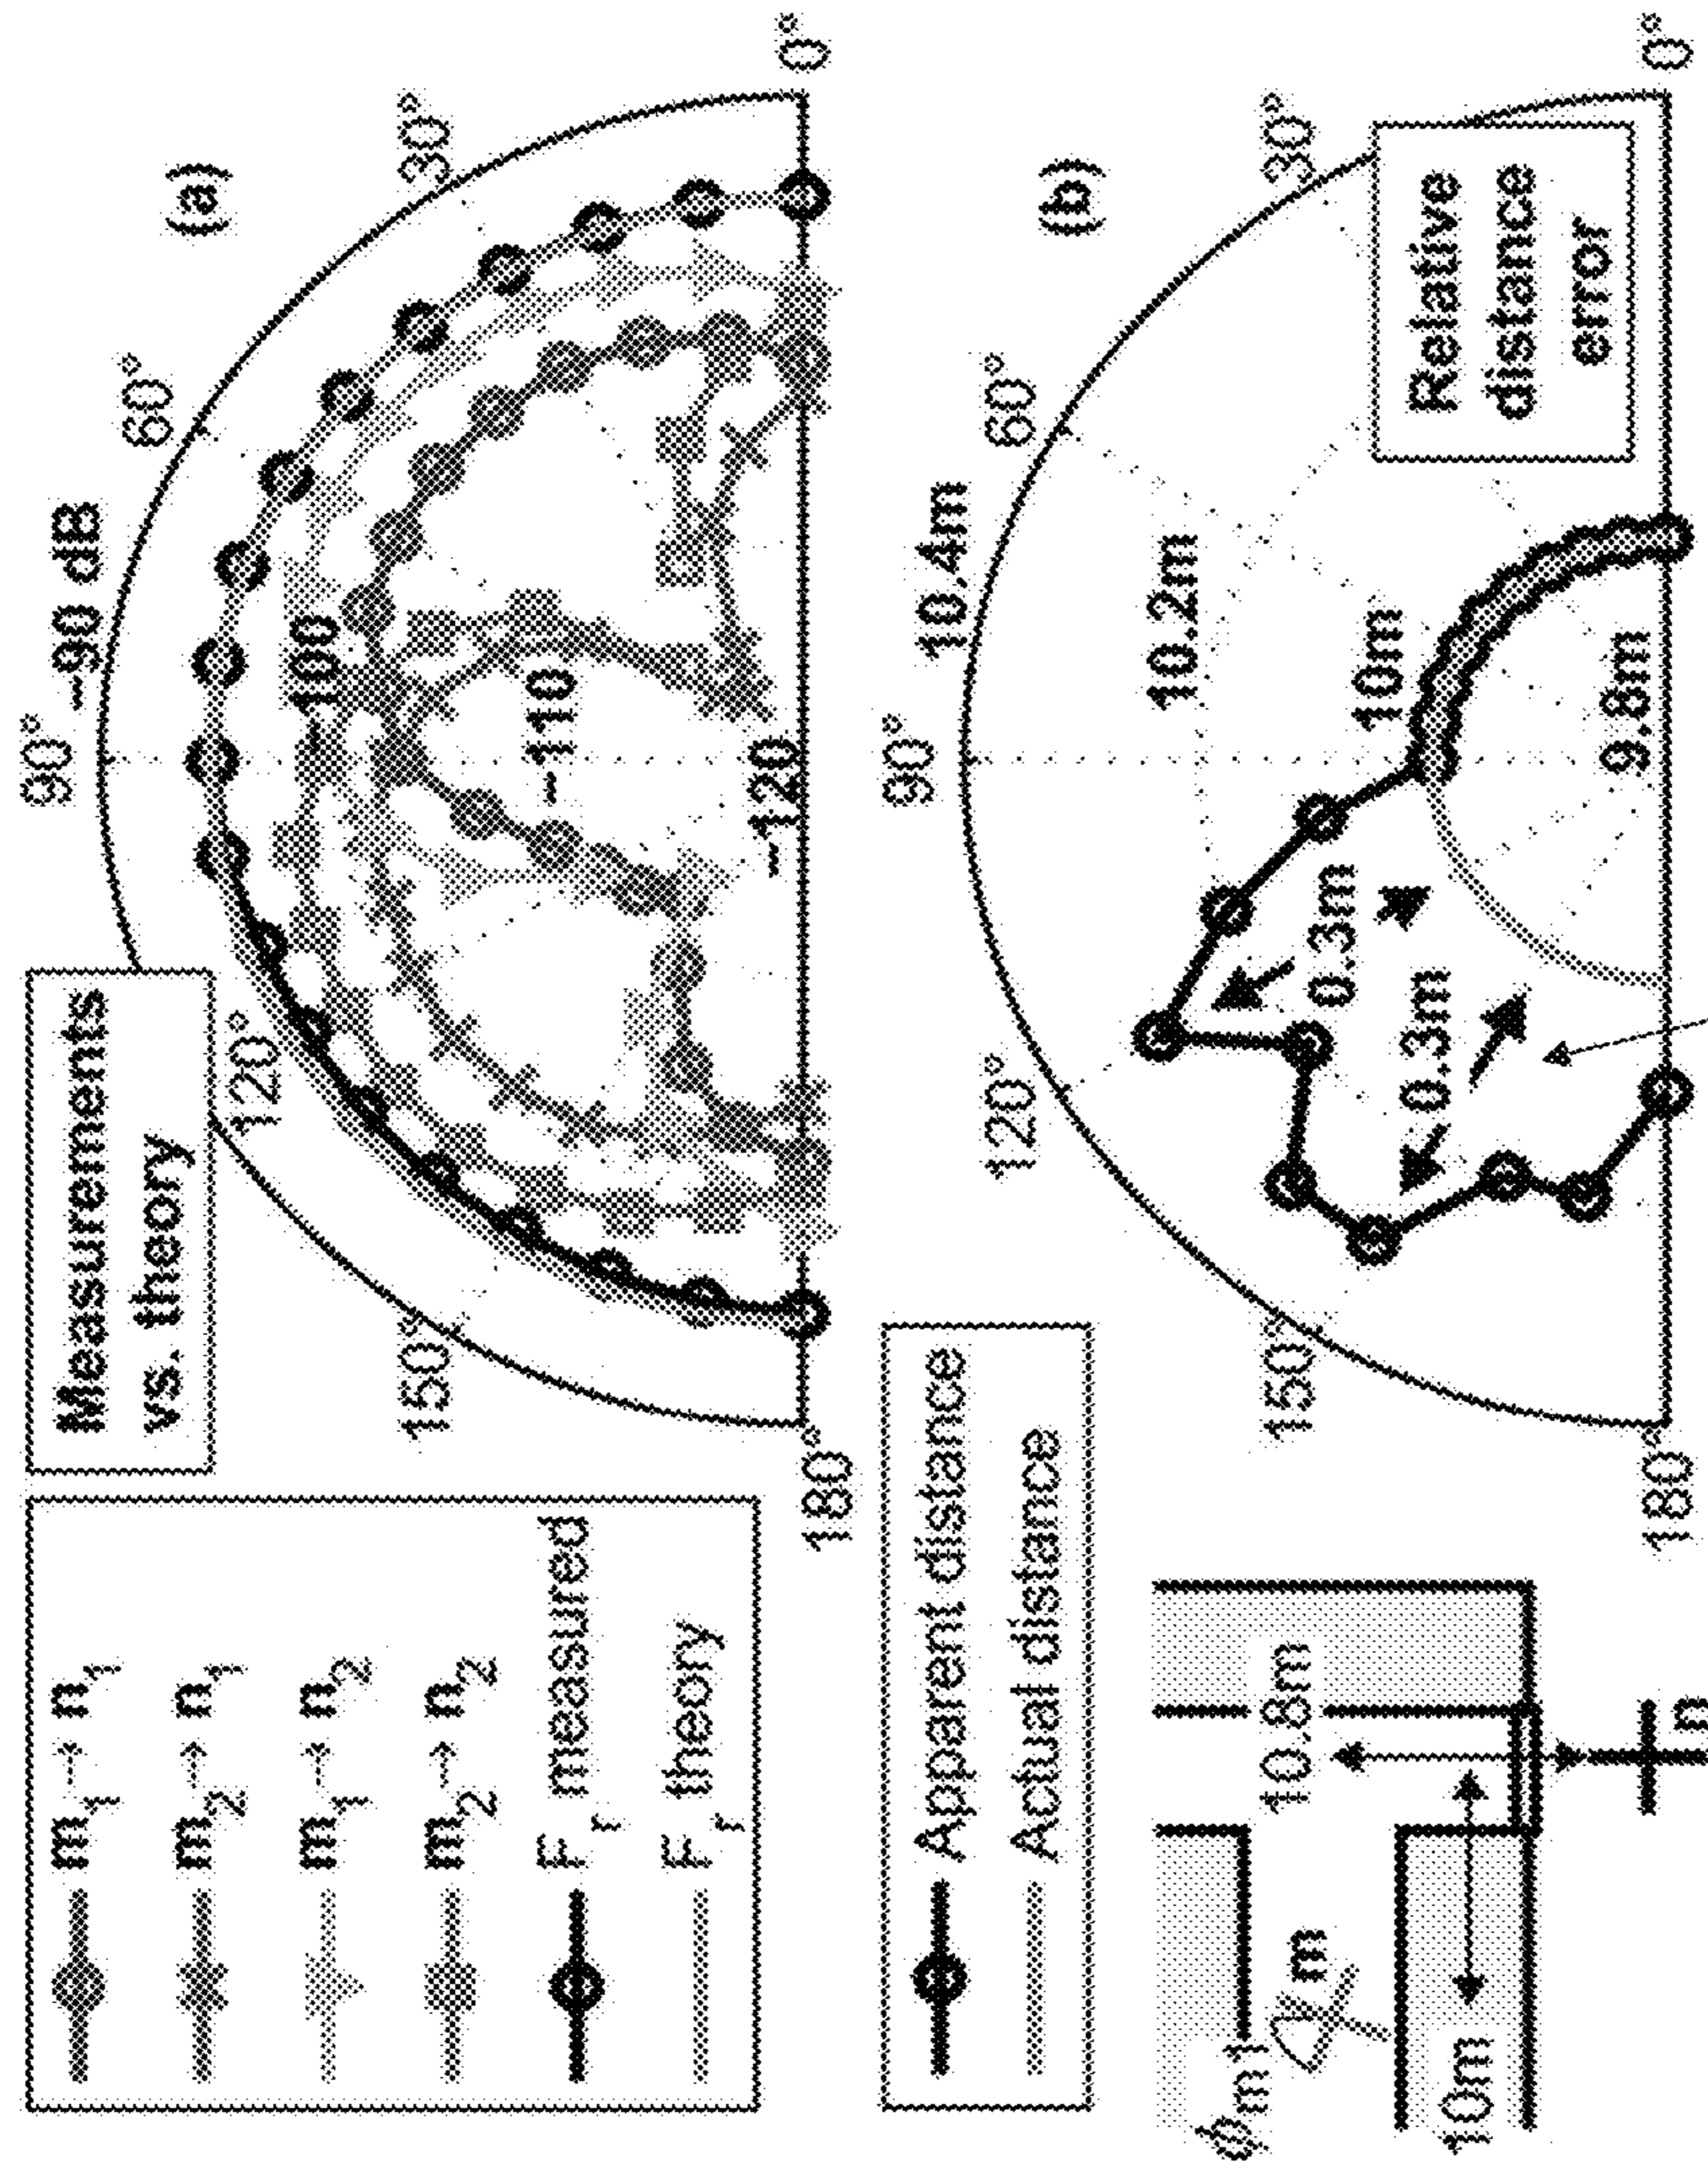 m1 → n1
m2 → n1
m1 → n2
m2 → n2
Fr measured
Fr theory
Measurements
vs. theory
(a)
0°
30°
60°
90°
120°
150°
180°
-90 dB
-100
-110
-120
Apparent distance
Actual distance
(b)
0°
30°
60°
90°
120°
150°
180°
10.4m
10.2m
10m
9.8m
0.3m
0.3m
Relative
distance
error
ϕm1
m
10m
10.8m
n